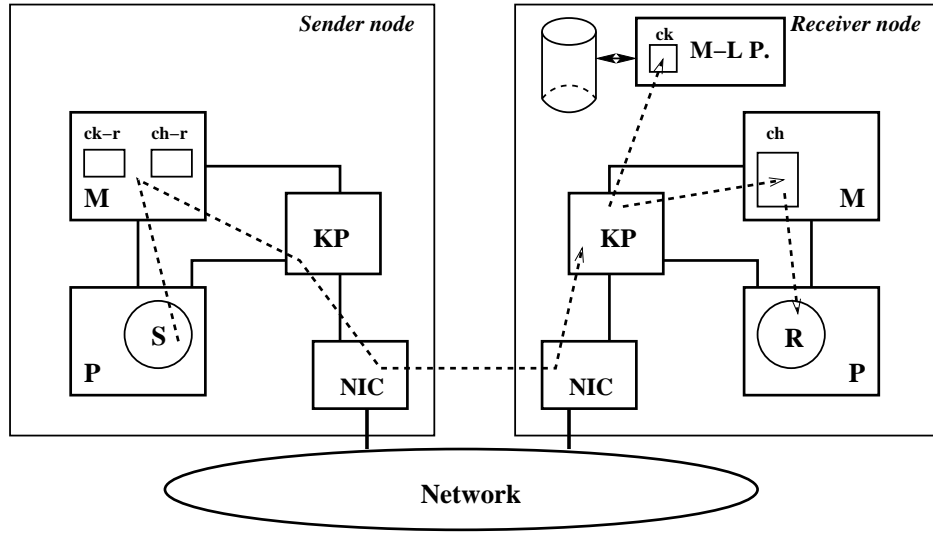 Sender node
Receiver node
ck
M–L P.
ck–r
ch–r
ch
M
M
KP
KP
S
R
P
P
NIC
NIC
Network